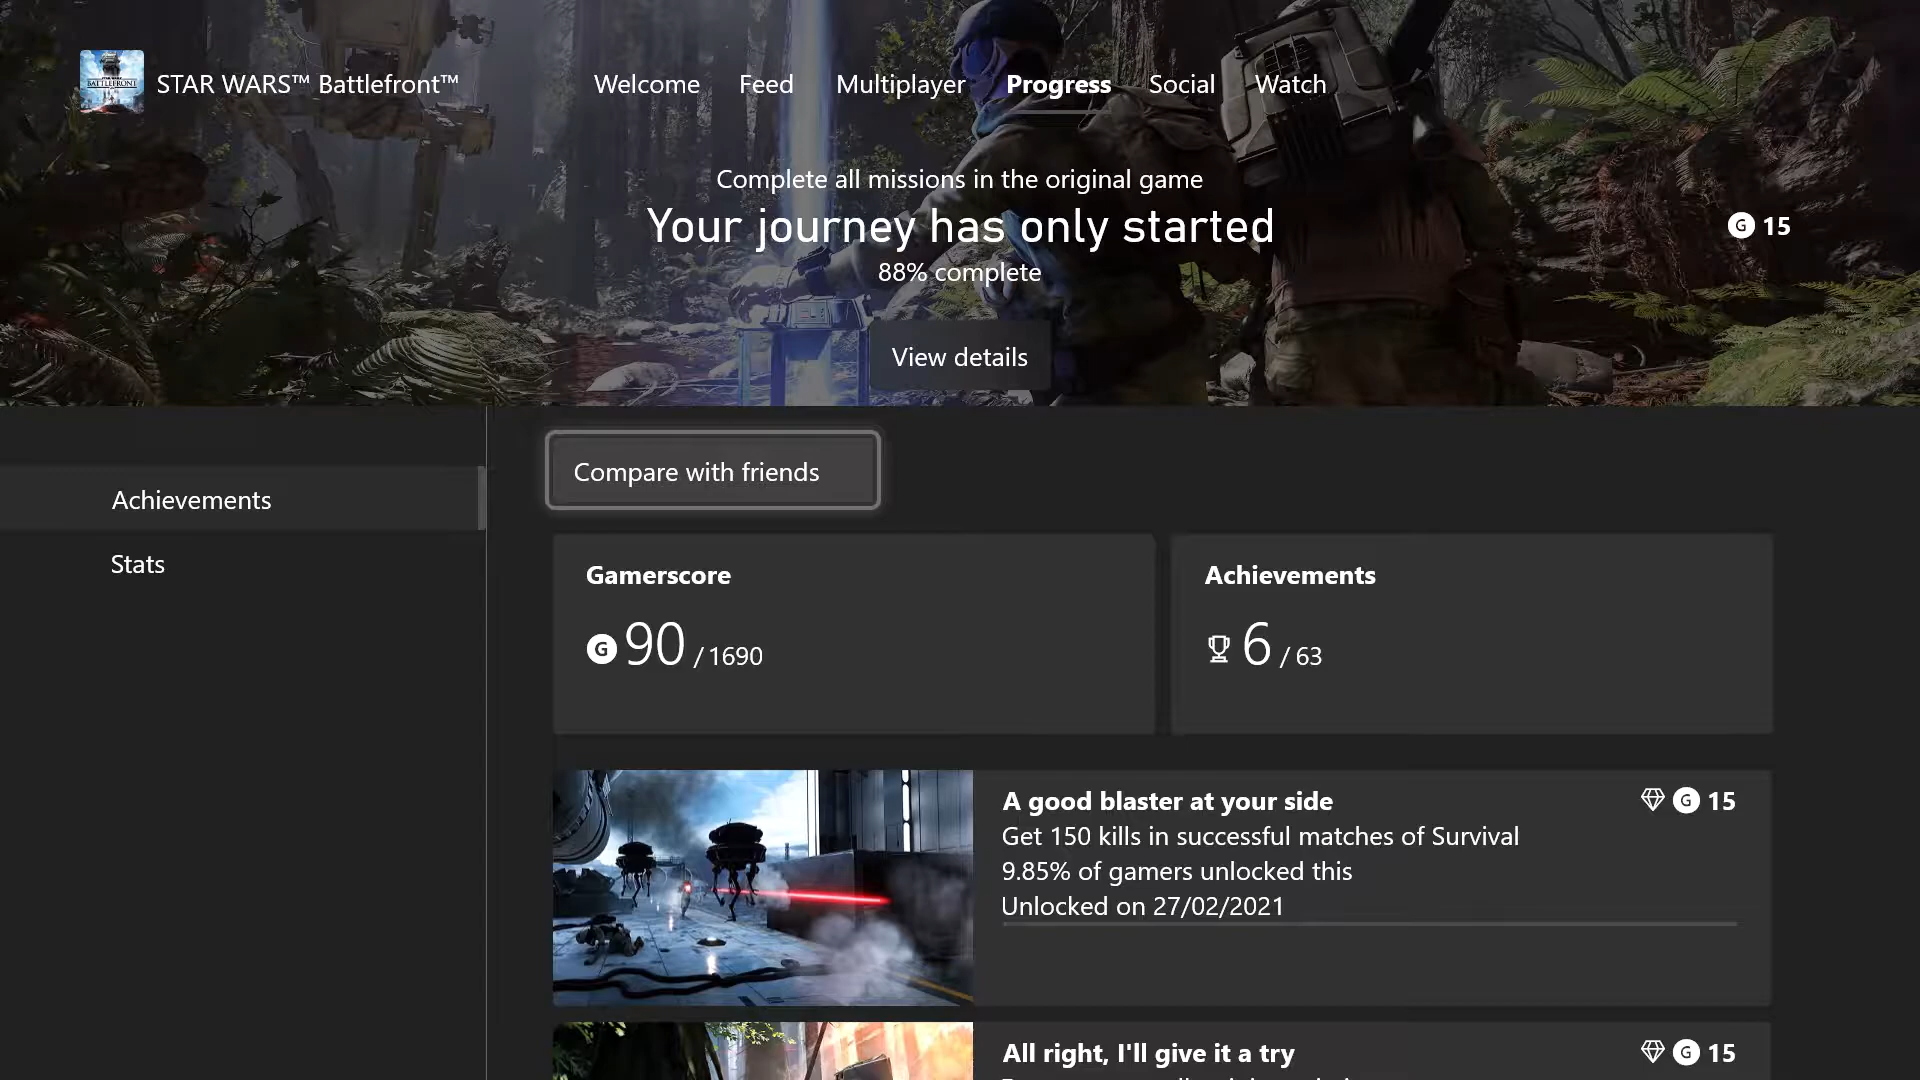 STAR WARS™ Battlefront™
Welcome Feed Multiplayer Progress Social Watch
Complete all missions in the original game
Your journey has only started
G 15
88% complete
View details
Achievements
Stats
Compare with friends
Gamerscore
G 90 / 1690
Achievements
6 / 63
A good blaster at your side
G 15
Get 150 kills in successful matches of Survival
9.85% of gamers unlocked this
Unlocked on 27/02/2021
All right, I'll give it a try
G 15